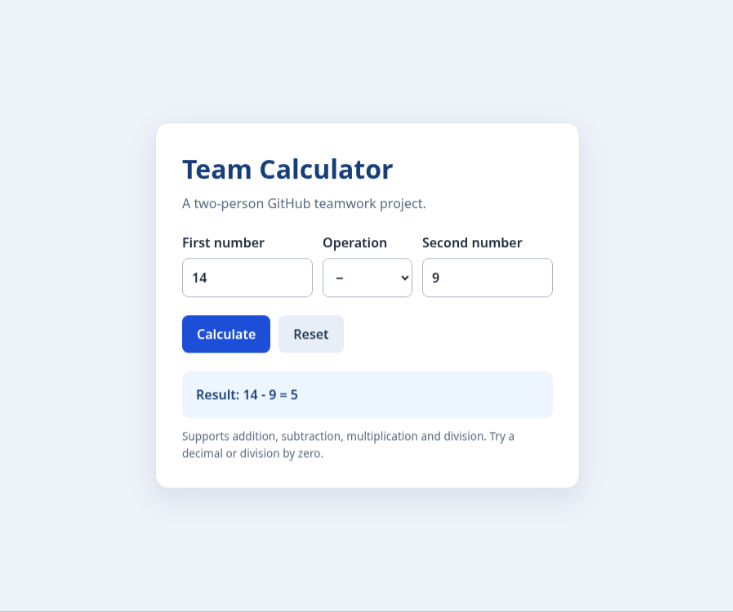 Team Calculator
A two-person GitHub teamwork project.
First number Operation Second number
14 − 9
Calculate Reset
Result: 14 - 9 = 5
Supports addition, subtraction, multiplication and division. Try a
decimal or division by zero.